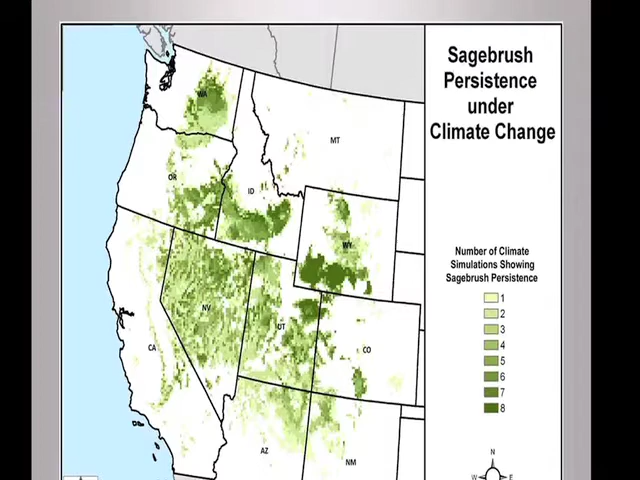 Sagebrush
Persistence
under
Climate Change
WA
MT
OR
ID
WY
NV
UT
CA
CO
AZ
NM
Number of Climate
Simulations Showing
Sagebrush Persistence
1
2
3
4
5
6
7
8
N
W
E